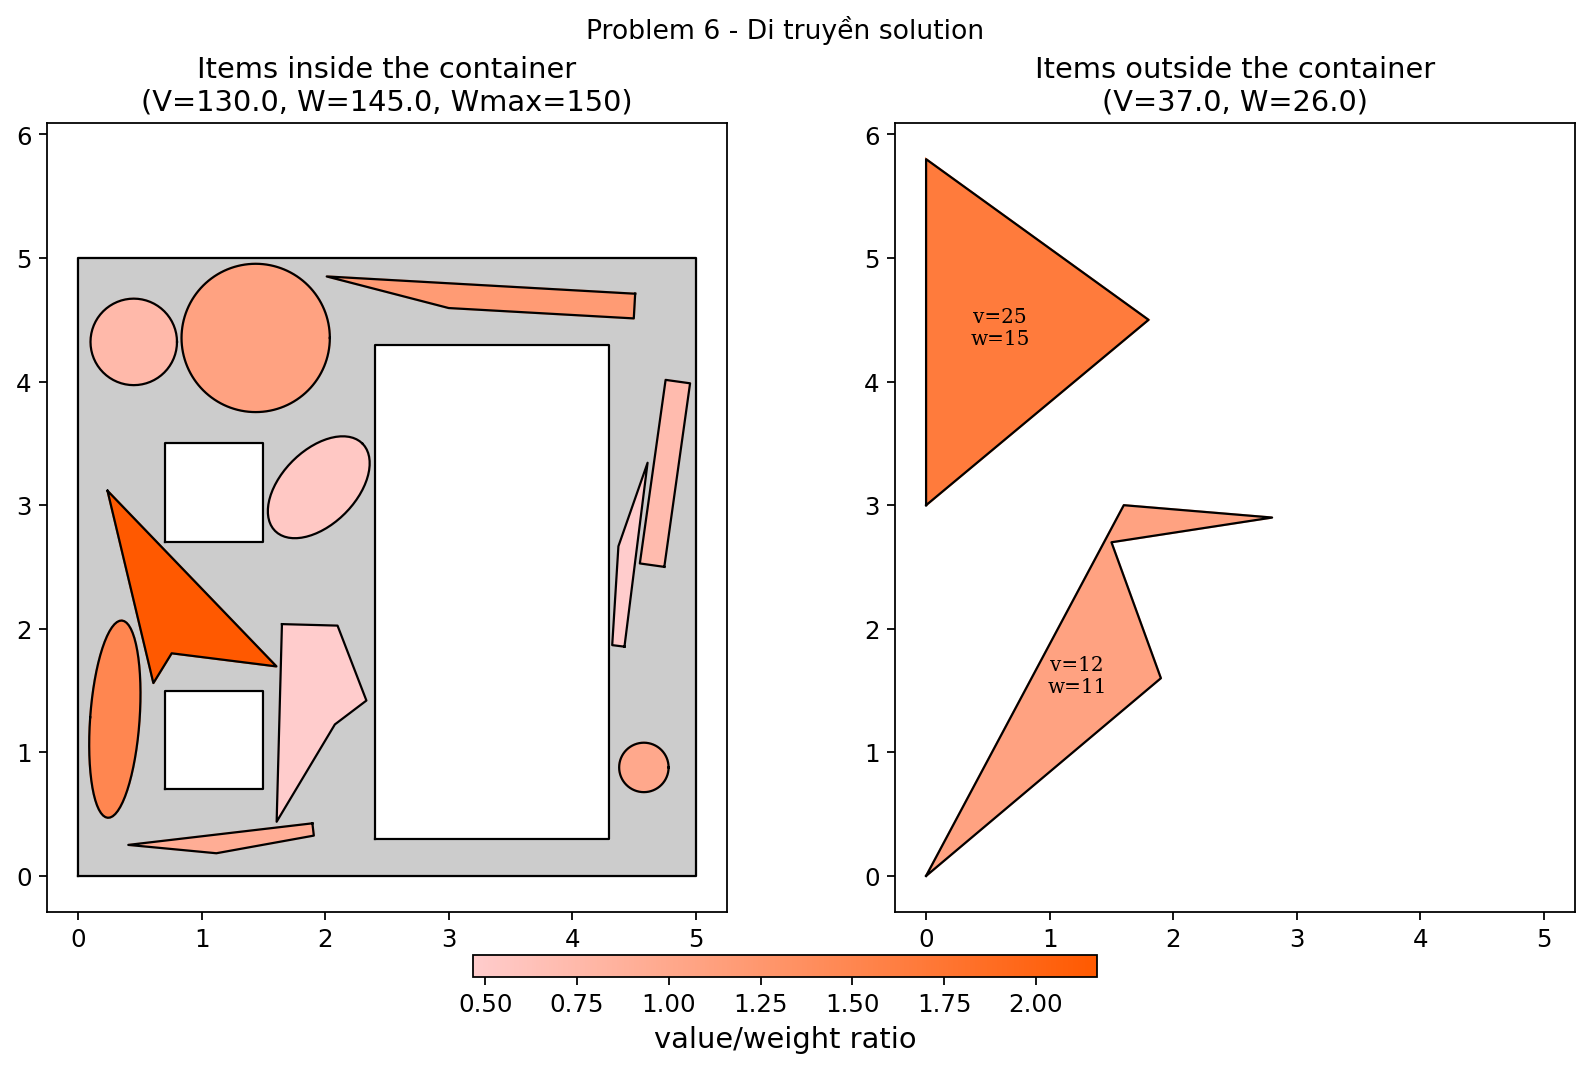 Problem 6 - Di truyền solution
Items inside the container
(V=130.0, W=145.0, Wmax=150)
Items outside the container
(V=37.0, W=26.0)
6
5
4
3
2
1
0
0 1 2 3 4 5
6
5
4
3
2
1
0
v=25
w=15
v=12
w=11
0 1 2 3 4 5
0.50 0.75 1.00 1.25 1.50 1.75 2.00
value/weight ratio